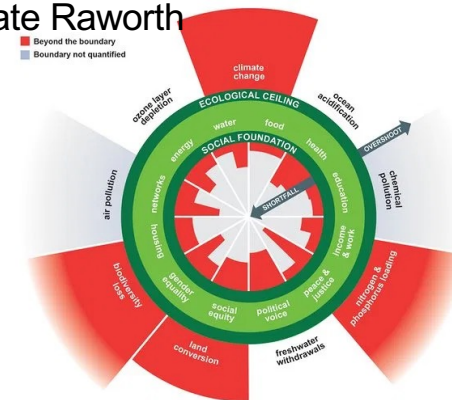 ate Raworth
Beyond the boundary
Boundary not quantified
climate
change
ozone layer
depletion
ocean
acidification
ECOLOGICAL CEILING
water
food
energy
health
SOCIAL FOUNDATION
OVERSHOOT
SHORTFALL
networks
education
air pollution
chemical
pollution
housing
income
& work
gender
equality
peace &
justice
social
equity
political
voice
biodiversity
loss
nitrogen &
phosphorus loading
land
conversion
freshwater
withdrawals